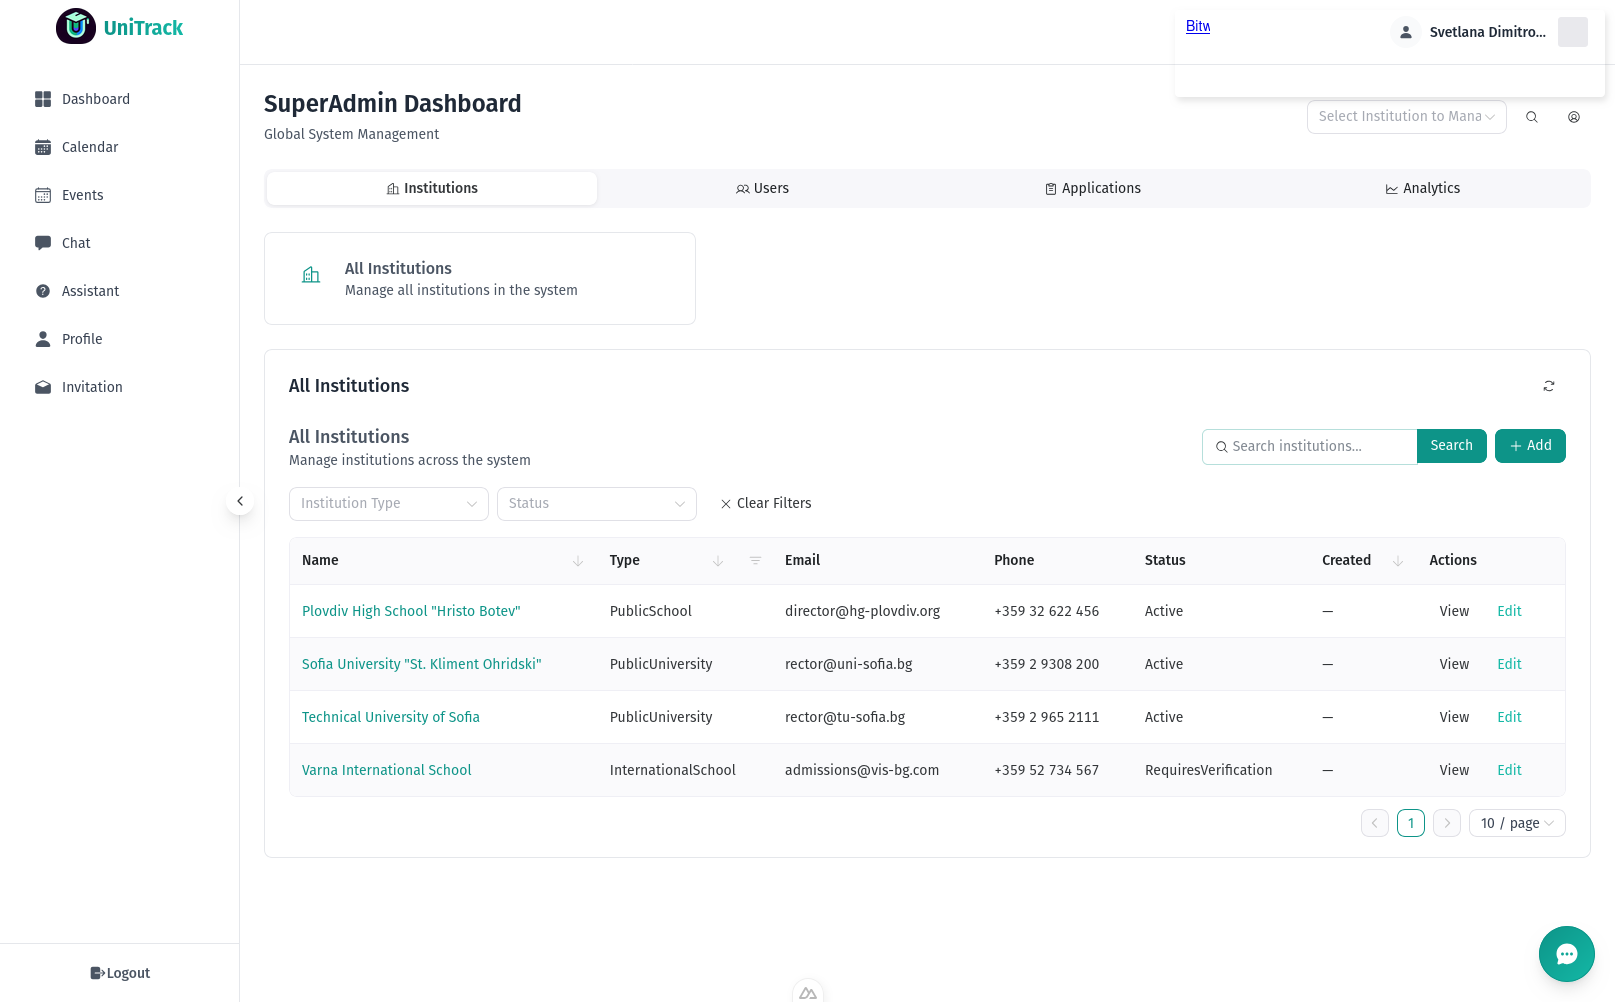 UniTrack
Bitw
Svetlana Dimitro...
Dashboard
Calendar
Events
Chat
Assistant
Profile
Invitation
Logout
SuperAdmin Dashboard
Global System Management
Select Institution to Mana
Institutions
Users
Applications
Analytics
All Institutions
Manage all institutions in the system
All Institutions
All Institutions
Manage institutions across the system
Search institutions...
Search
Add
Institution Type
Status
Clear Filters
Name Type Email Phone Status Created Actions
Plovdiv High School "Hristo Botev" PublicSchool director@hg-plovdiv.org +359 32 622 456 Active — View Edit
Sofia University "St. Kliment Ohridski" PublicUniversity rector@uni-sofia.bg +359 2 9308 200 Active — View Edit
Technical University of Sofia PublicUniversity rector@tu-sofia.bg +359 2 965 2111 Active — View Edit
Varna International School InternationalSchool admissions@vis-bg.com +359 52 734 567 RequiresVerification — View Edit
1
10 / page